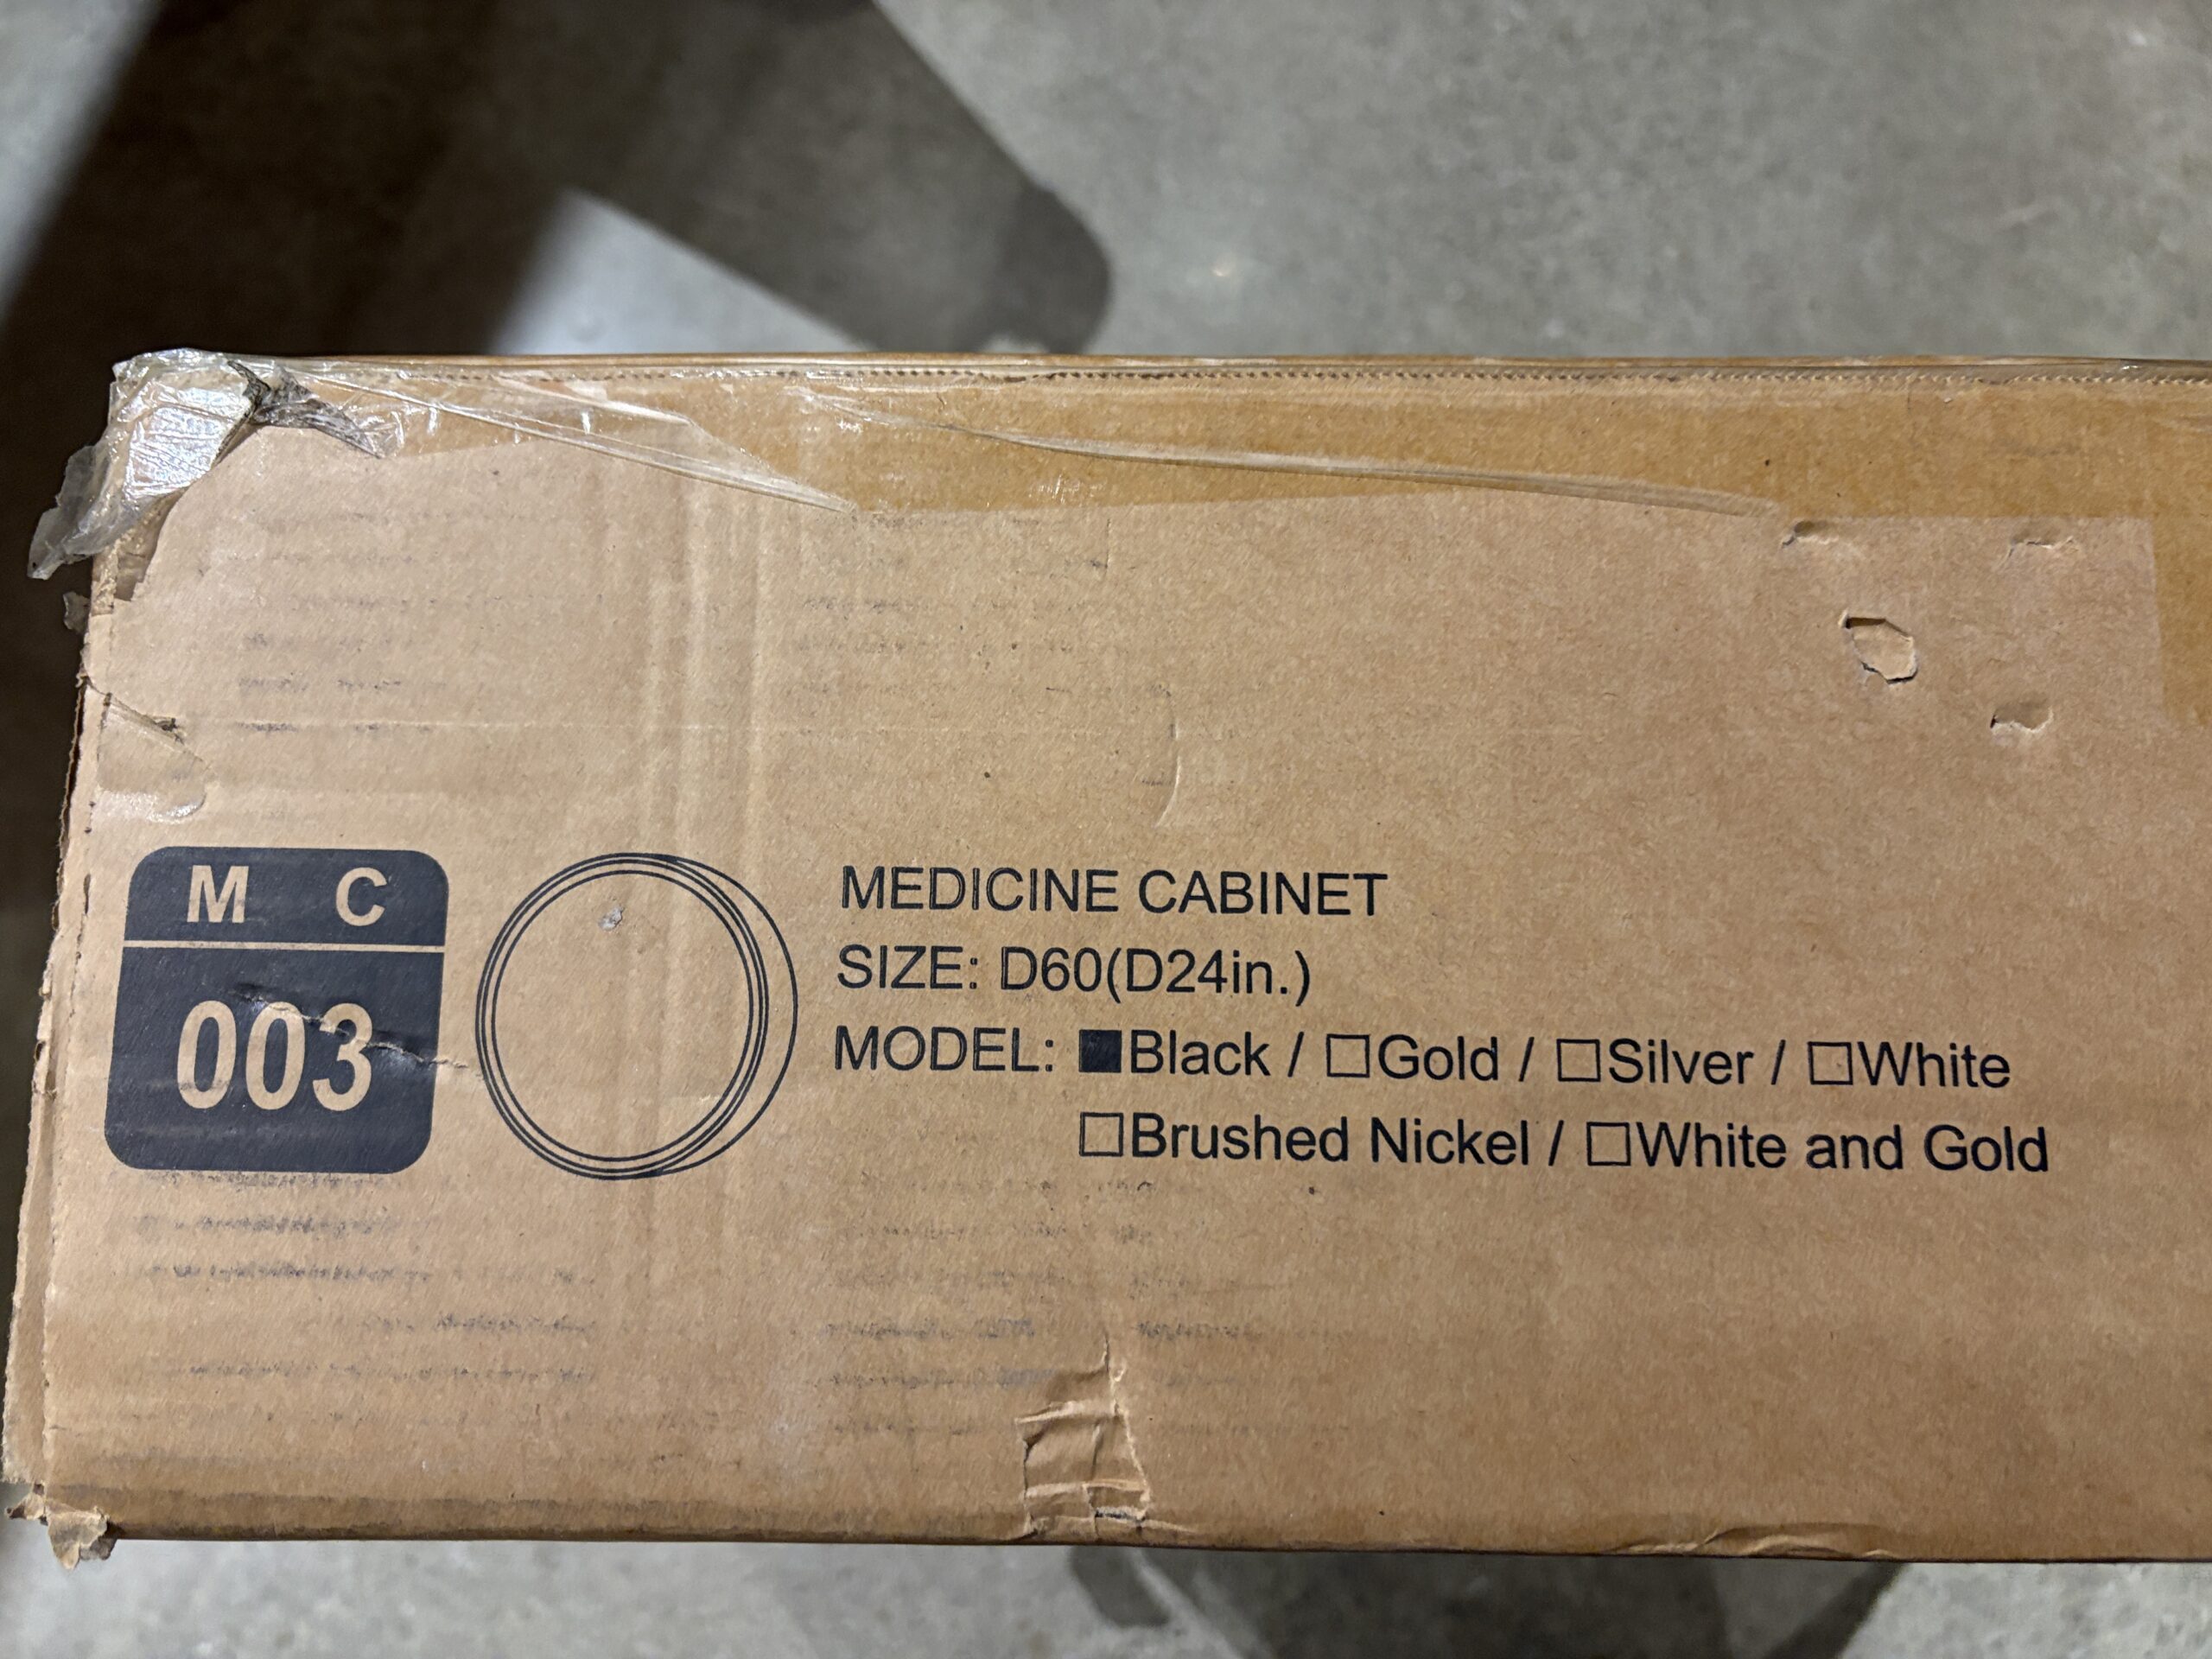 M C
003
MEDICINE CABINET
SIZE: D60(D24in.)
MODEL: ■Black / □Gold / □Silver / □White
□Brushed Nickel / □White and Gold